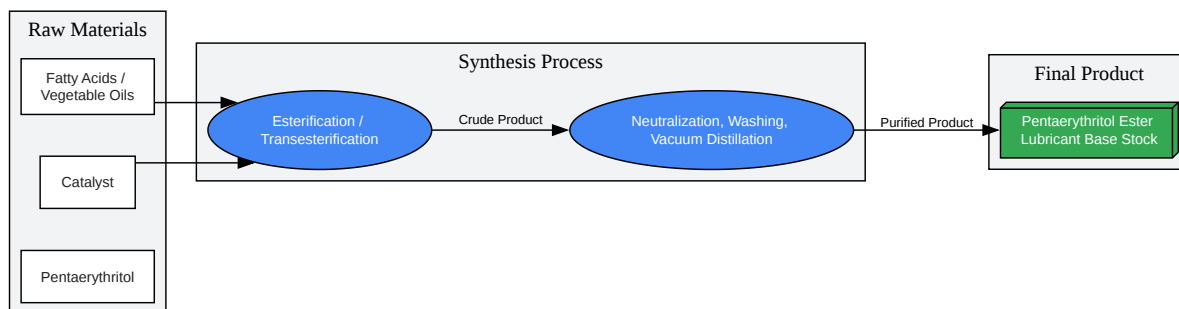 Raw Materials
Fatty Acids /
Vegetable Oils
Catalyst
Pentaerythritol
Synthesis Process
Esterification /
Transesterification
Crude Product
Neutralization, Washing,
Vacuum Distillation
Purified Product
Final Product
Pentaerythritol Ester
Lubricant Base Stock